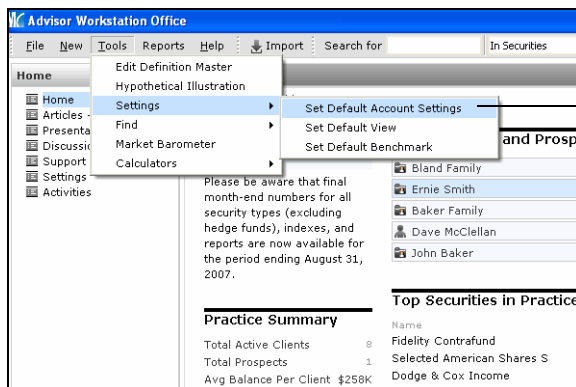 Advisor Workstation Office
File New Tools Reports Help Import Search for In Securities
Home
Edit Definition Master
Hypothetical Illustration
Settings
Find
Market Barometer
Calculators
Set Default Account Settings
Set Default View
Set Default Benchmark
Home
Articles -
Presenta
Discussio
Support
Settings
Activities
Please be aware that final
month-end numbers for all
security types (excluding
hedge funds), indexes, and
reports are now available for
the period ending August 31,
2007.
Practice Summary
Total Active Clients 8
Total Prospects 1
Avg Balance Per Client $258K
and Prosp
Bland Family
Ernie Smith
Baker Family
Dave McClellan
John Baker
Top Securities in Practice
Name
Fidelity Contrafund
Selected American Shares S
Dodge & Cox Income